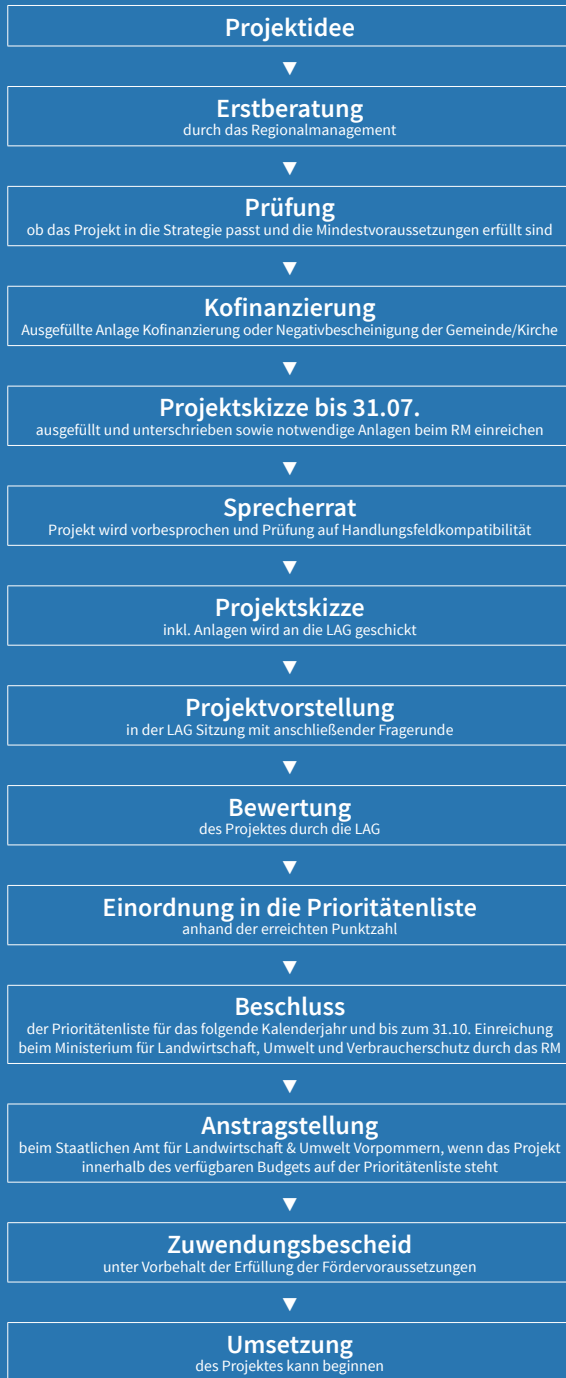 Projektidee
▼
Erstberatung
durch das Regionalmanagement
▼
Prüfung
ob das Projekt in die Strategie passt und die Mindestvoraussetzungen erfüllt sind
▼
Kofinanzierung
Ausgefüllte Anlage Kofinanzierung oder Negativbescheinigung der Gemeinde/Kirche
▼
Projektskizze bis 31.07.
ausgefüllt und unterschrieben sowie notwendige Anlagen beim RM einreichen
▼
Sprecherrat
Projekt wird vorbesprochen und Prüfung auf Handlungsfeldkompatibilität
▼
Projektskizze
inkl. Anlagen wird an die LAG geschickt
▼
Projektvorstellung
in der LAG Sitzung mit anschließender Fragerunde
▼
Bewertung
des Projektes durch die LAG
▼
Einordnung in die Prioritätenliste
anhand der erreichten Punktzahl
▼
Beschluss
der Prioritätenliste für das folgende Kalenderjahr und bis zum 31.10. Einreichung
beim Ministerium für Landwirtschaft, Umwelt und Verbraucherschutz durch das RM
▼
Anstragstellung
beim Staatlichen Amt für Landwirtschaft & Umwelt Vorpommern, wenn das Projekt
innerhalb des verfügbaren Budgets auf der Prioritätenliste steht
▼
Zuwendungsbescheid
unter Vorbehalt der Erfüllung der Fördervoraussetzungen
▼
Umsetzung
des Projektes kann beginnen